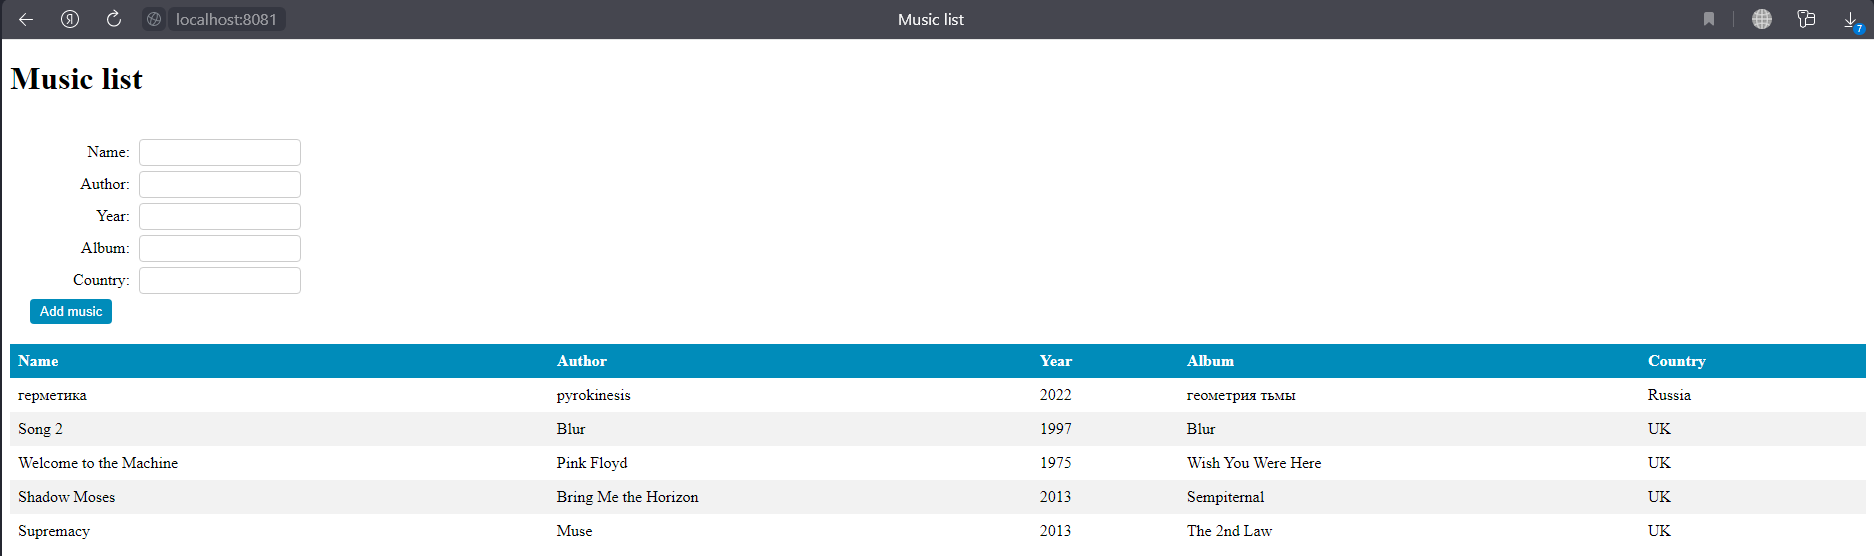 localhost:8081 Music list
7
Music list
Name:
Author:
Year:
Album:
Country:
Add music
Name Author Year Album Country
герметика pyrokinesis 2022 геометрия тьмы Russia
Song 2 Blur 1997 Blur UK
Welcome to the Machine Pink Floyd 1975 Wish You Were Here UK
Shadow Moses Bring Me the Horizon 2013 Sempiternal UK
Supremacy Muse 2013 The 2nd Law UK